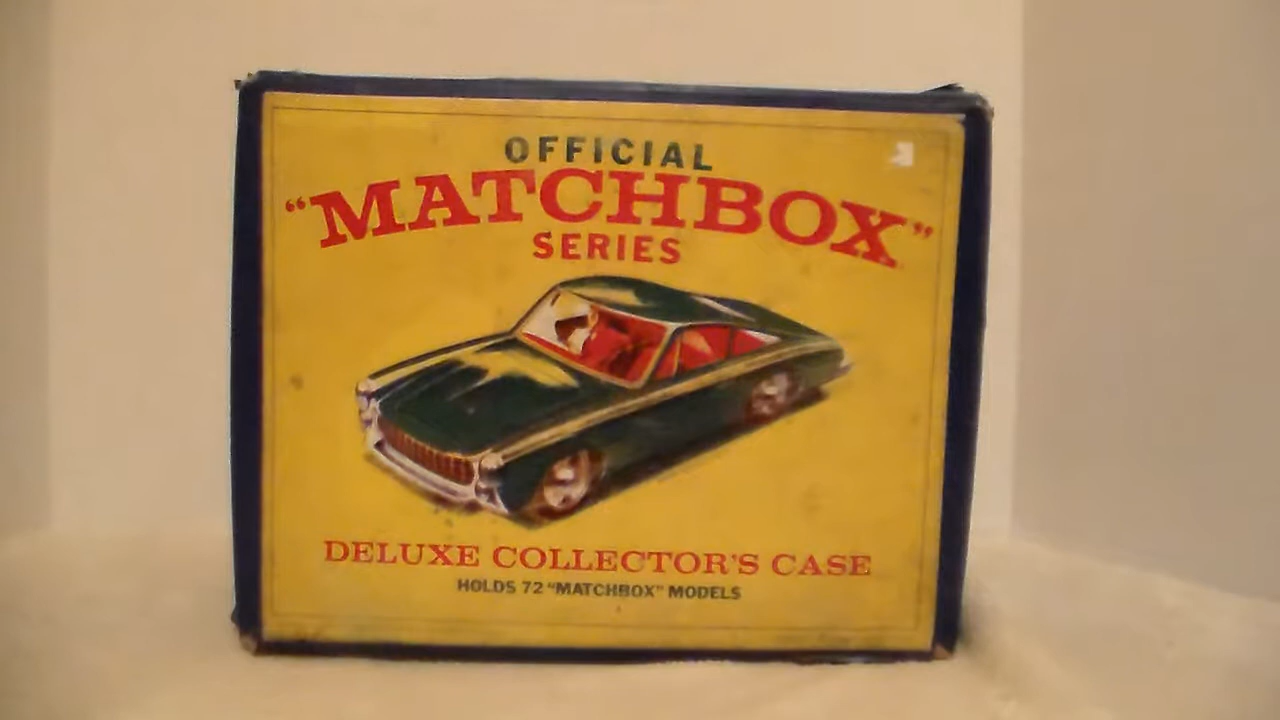 OFFICIAL
“MATCHBOX”
SERIES
DELUXE COLLECTOR'S CASE
HOLDS 72 “MATCHBOX” MODELS